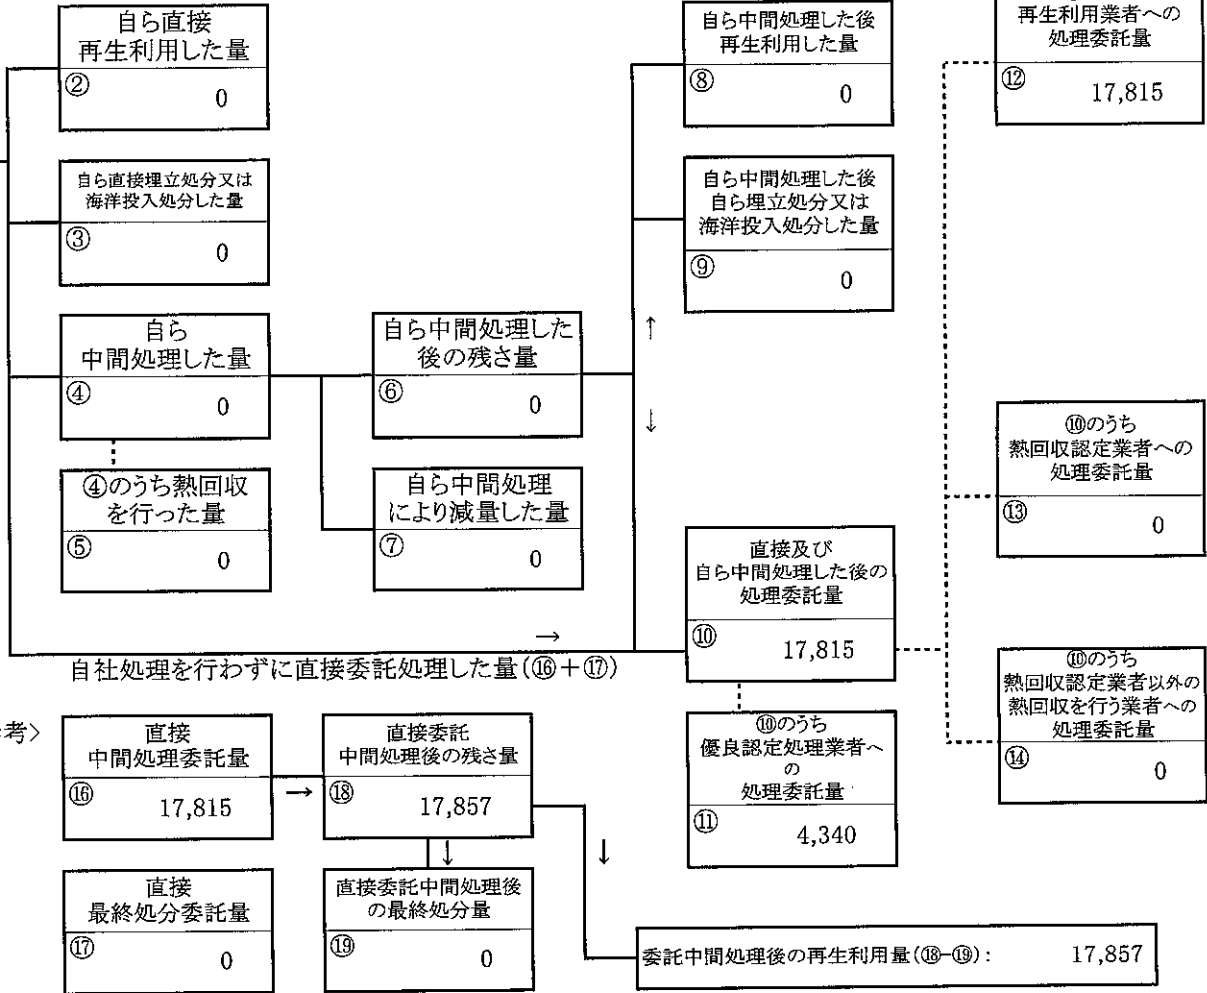 自ら直接
再生利用した量
②
0
自ら直接埋立処分又は
海洋投入処分した量
③
0
自ら
中間処理した量
④
0
④のうち熱回収
を行った量
⑤
0
自ら中間処理した
後の残さ量
⑥
0
自ら中間処理
により減量した量
⑦
0
自ら中間処理した後
再生利用した量
⑧
0
自ら中間処理した後
自ら埋立処分又は
海洋投入処分した量
⑨
0
↑
↓
直接及び
自ら中間処理した後の
処理委託量
⑩
17,815
⑩のうち
優良認定処理業者へ
の
処理委託量
⑪
4,340
再生利用業者への
処理委託量
⑫
17,815
⑩のうち
熱回収認定業者への
処理委託量
⑬
0
⑩のうち
熱回収認定業者以外の
熱回収を行う業者への
処理委託量
⑭
0
→
自社処理を行わずに直接委託処理した量(⑯+⑰)
考>
直接
中間処理委託量
⑯
17,815
→
直接委託
中間処理後の残さ量
⑱
17,857
↓
↓
直接
最終処分委託量
⑰
0
直接委託中間処理後
の最終処分量
⑲
0
委託中間処理後の再生利用量(⑱-⑲): 17,857